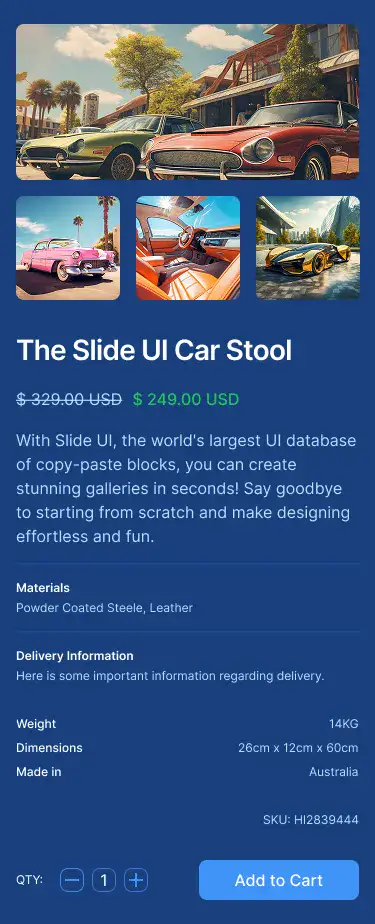 The Slide UI Car Stool
$ 329.00 USD $ 249.00 USD
With Slide UI, the world's largest UI database
of copy-paste blocks, you can create
stunning galleries in seconds! Say goodbye
to starting from scratch and make designing
effortless and fun.
Materials
Powder Coated Steele, Leather
Delivery Information
Here is some important information regarding delivery.
Weight 14KG
Dimensions 26cm x 12cm x 60cm
Made in Australia
SKU: HI2839444
QTY: 1 Add to Cart